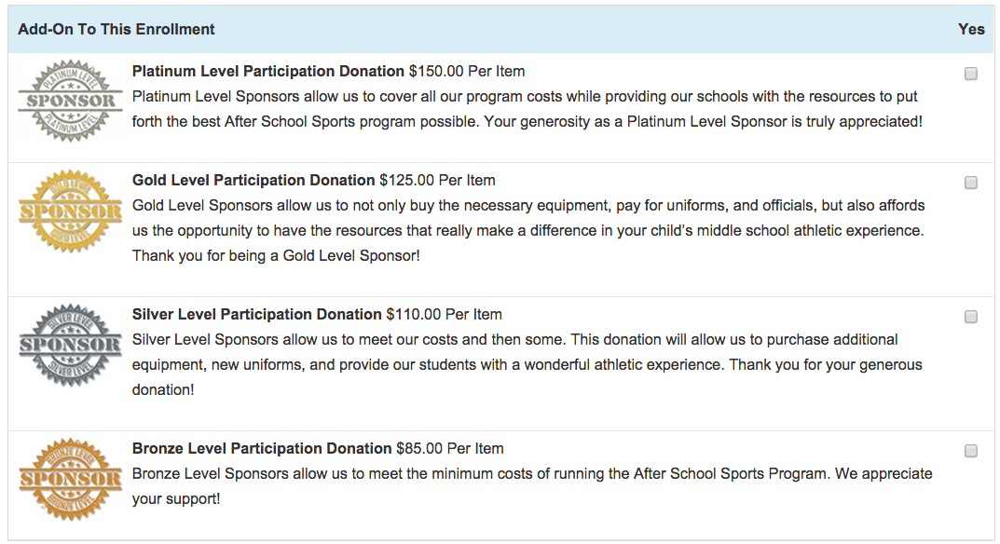 Add-On To This Enrollment Yes
PLATINUM LEVEL
SPONSOR
PLATINUM LEVEL
Platinum Level Participation Donation $150.00 Per Item
Platinum Level Sponsors allow us to cover all our program costs while providing our schools with the resources to put
forth the best After School Sports program possible. Your generosity as a Platinum Level Sponsor is truly appreciated!
GOLD LEVEL
SPONSOR
GOLD LEVEL
Gold Level Participation Donation $125.00 Per Item
Gold Level Sponsors allow us to not only buy the necessary equipment, pay for uniforms, and officials, but also affords
us the opportunity to have the resources that really make a difference in your child’s middle school athletic experience.
Thank you for being a Gold Level Sponsor!
SILVER LEVEL
SPONSOR
SILVER LEVEL
Silver Level Participation Donation $110.00 Per Item
Silver Level Sponsors allow us to meet our costs and then some. This donation will allow us to purchase additional
equipment, new uniforms, and provide our students with a wonderful athletic experience. Thank you for your generous
donation!
BRONZE LEVEL
SPONSOR
BRONZE LEVEL
Bronze Level Participation Donation $85.00 Per Item
Bronze Level Sponsors allow us to meet the minimum costs of running the After School Sports Program. We appreciate
your support!